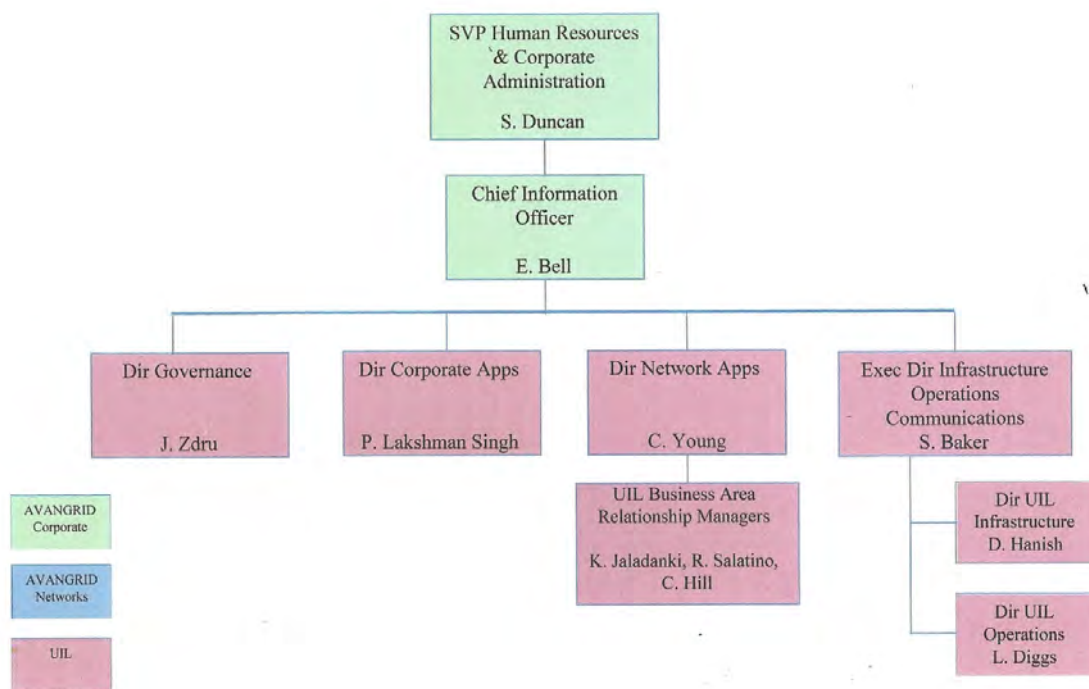 SVP Human Resources
& Corporate
Administration
S. Duncan
Chief Information
Officer
E. Bell
Dir Governance
J. Zdru
Dir Corporate Apps
P. Lakshman Singh
Dir Network Apps
C. Young
Exec Dir Infrastructure
Operations
Communications
S. Baker
UIL Business Area
Relationship Managers
K. Jaladanki, R. Salatino,
C. Hill
Dir UIL
Infrastructure
D. Hanish
Dir UIL
Operations
L. Diggs
AVANGRID
Corporate
AVANGRID
Networks
UIL